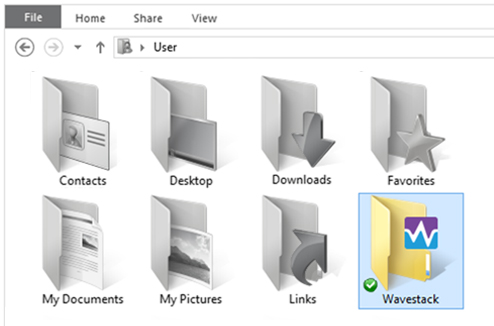 File Home Share View
User
Contacts Desktop Downloads Favorites
My Documents My Pictures Links Wavestack